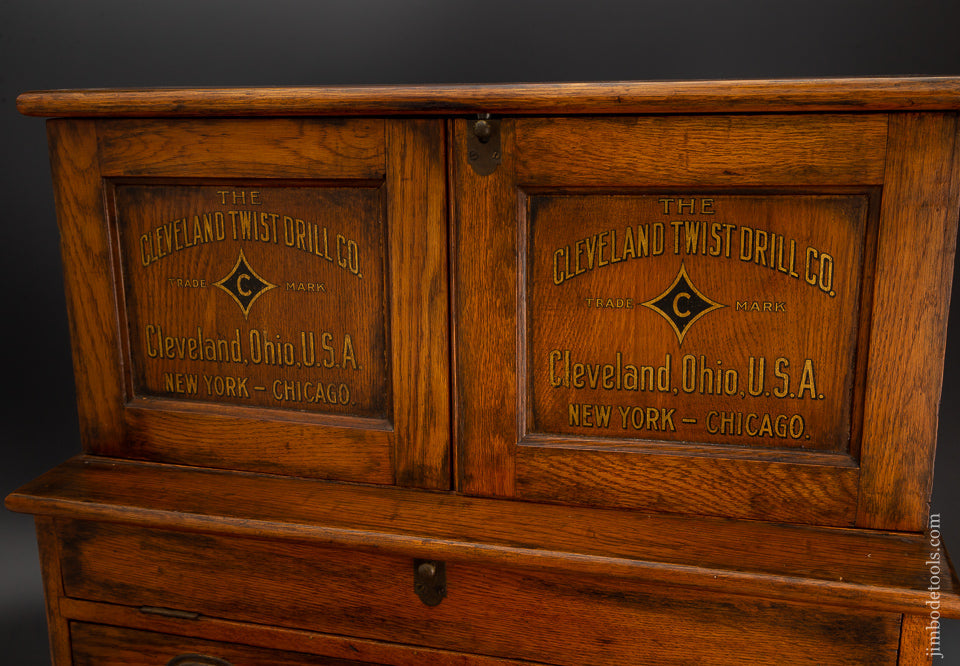 THE
CLEVELAND TWIST DRILL CO.
TRADE C MARK
Cleveland, Ohio, U.S.A.
NEW YORK – CHICAGO.
THE
CLEVELAND TWIST DRILL CO.
TRADE C MARK
Cleveland, Ohio, U.S.A.
NEW YORK – CHICAGO.
jimbodetools.com